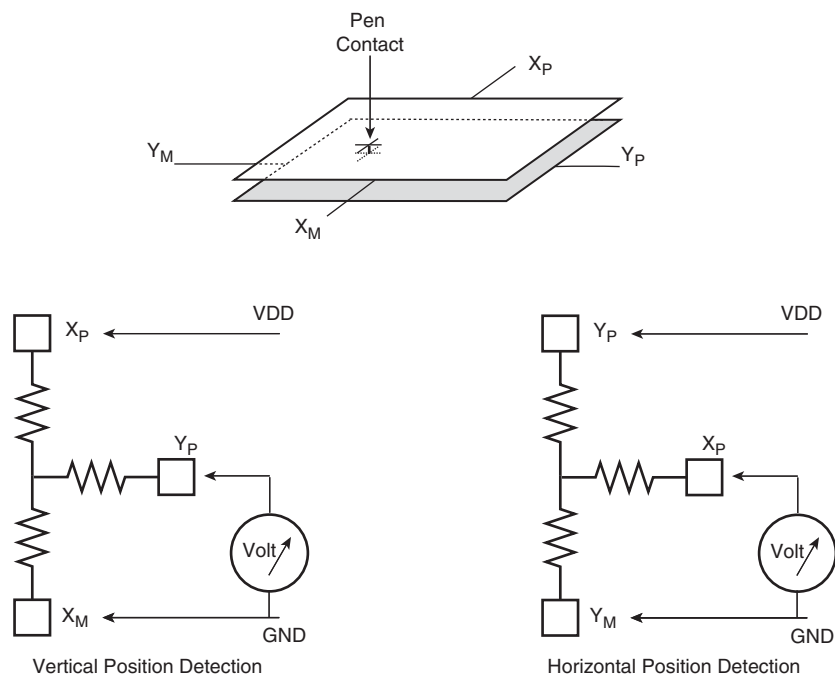 Pen
Contact
X_P
Y_M
Y_P
X_M
VDD
X_P
Y_P
Volt
X_M
GND
Vertical Position Detection
VDD
Y_P
X_P
Volt
Y_M
GND
Horizontal Position Detection